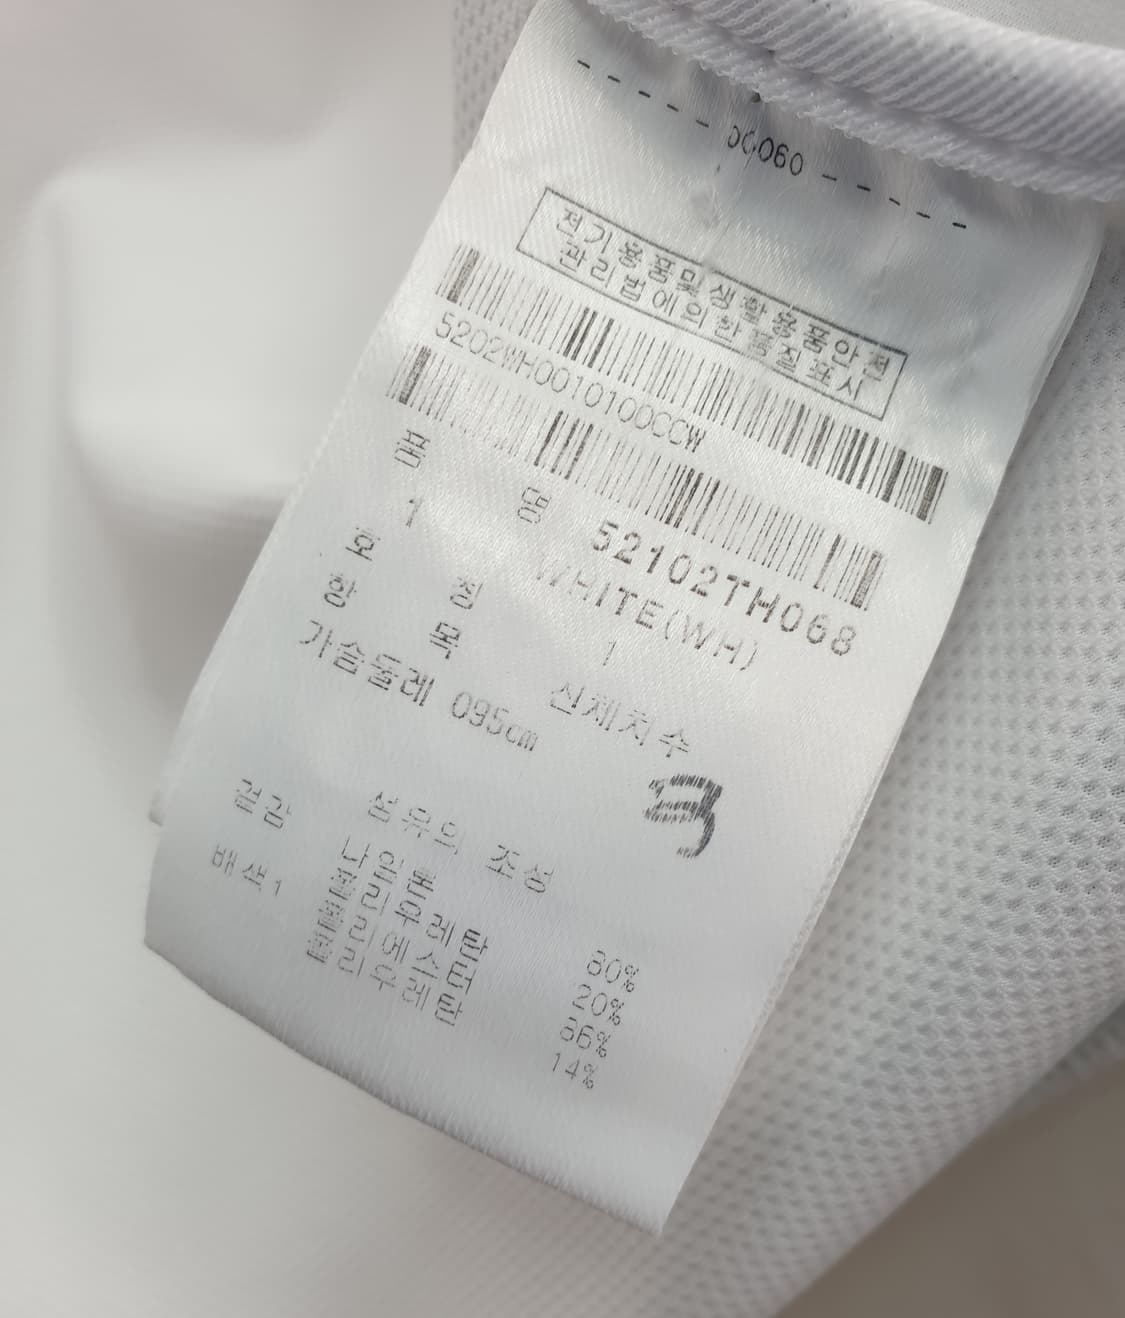 전기용품및생활용품안전
관리법에의한품질표시
5202WH0010100CCW
품 명 52102TH068
1 WHITE(WH)
호 칭 1
항 목 신체치수
가슴둘레 095cm
섬유의 조성
겉감 나일론 80%
폴리우레탄 20%
배색1 폴리에스터 86%
폴리우레탄 14%